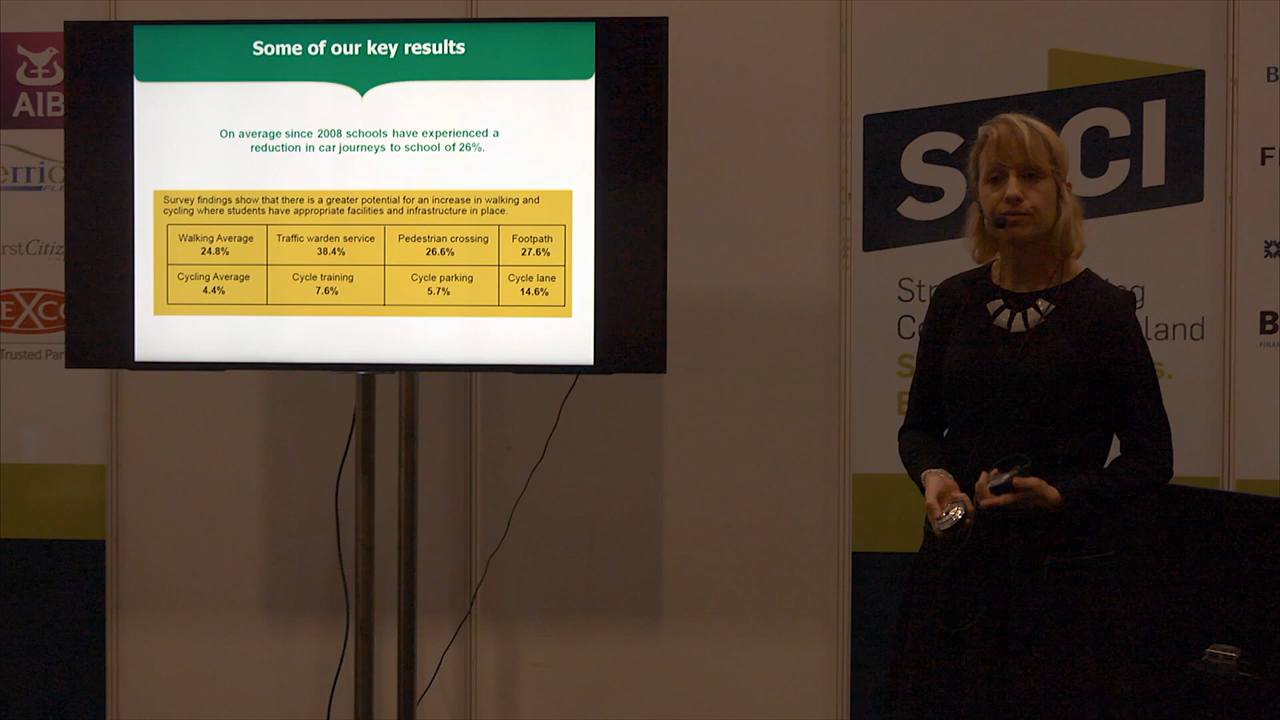 Some of our key results
On average since 2008 schools have experienced a
reduction in car journeys to school of 26%.
Survey findings show that there is a greater potential for an increase in walking and
cycling where students have appropriate facilities and infrastructure in place.
Walking Average
24.8%
Traffic warden service
38.4%
Pedestrian crossing
26.6%
Footpath
27.6%
Cycling Average
4.4%
Cycle training
7.6%
Cycle parking
5.7%
Cycle lane
14.6%
AIB
EXCO
Trusted